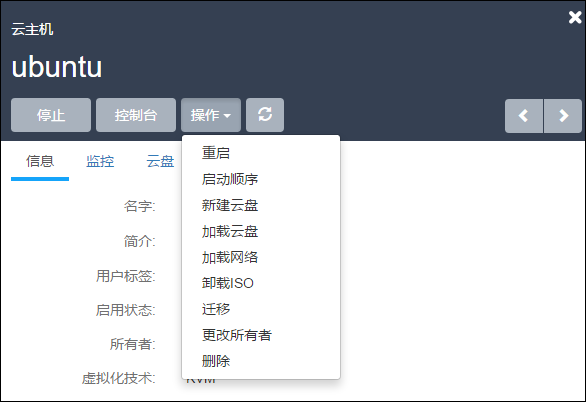 云主机
ubuntu
停止 控制台 操作
信息 监控 云盘
重启
启动顺序
新建云盘
加载云盘
加载网络
卸载ISO
迁移
更改所有者
删除
名字:
简介:
用户标签:
启用状态:
所有者:
虚拟化技术: KVM